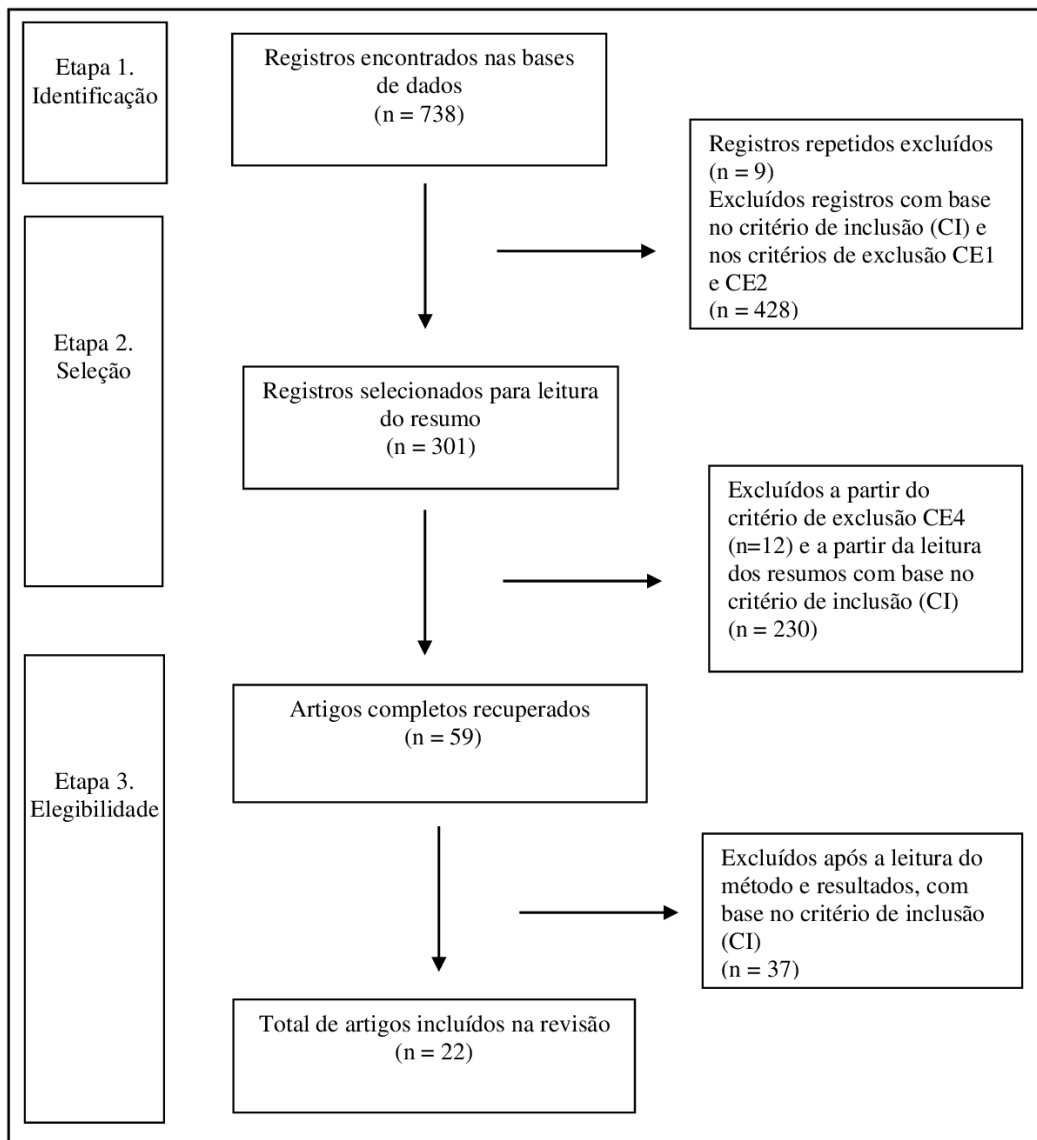 Etapa 1.
Identificação
Registros encontrados nas bases
de dados
(n = 738)
Registros repetidos excluídos
(n = 9)
Excluídos registros com base
no critério de inclusão (CI) e
nos critérios de exclusão CE1
e CE2
(n = 428)
Etapa 2.
Seleção
Registros selecionados para leitura
do resumo
(n = 301)
Excluídos a partir do
critério de exclusão CE4
(n=12) e a partir da leitura
dos resumos com base no
critério de inclusão (CI)
(n = 230)
Etapa 3.
Elegibilidade
Artigos completos recuperados
(n = 59)
Excluídos após a leitura do
método e resultados, com
base no critério de inclusão
(CI)
(n = 37)
Total de artigos incluídos na revisão
(n = 22)